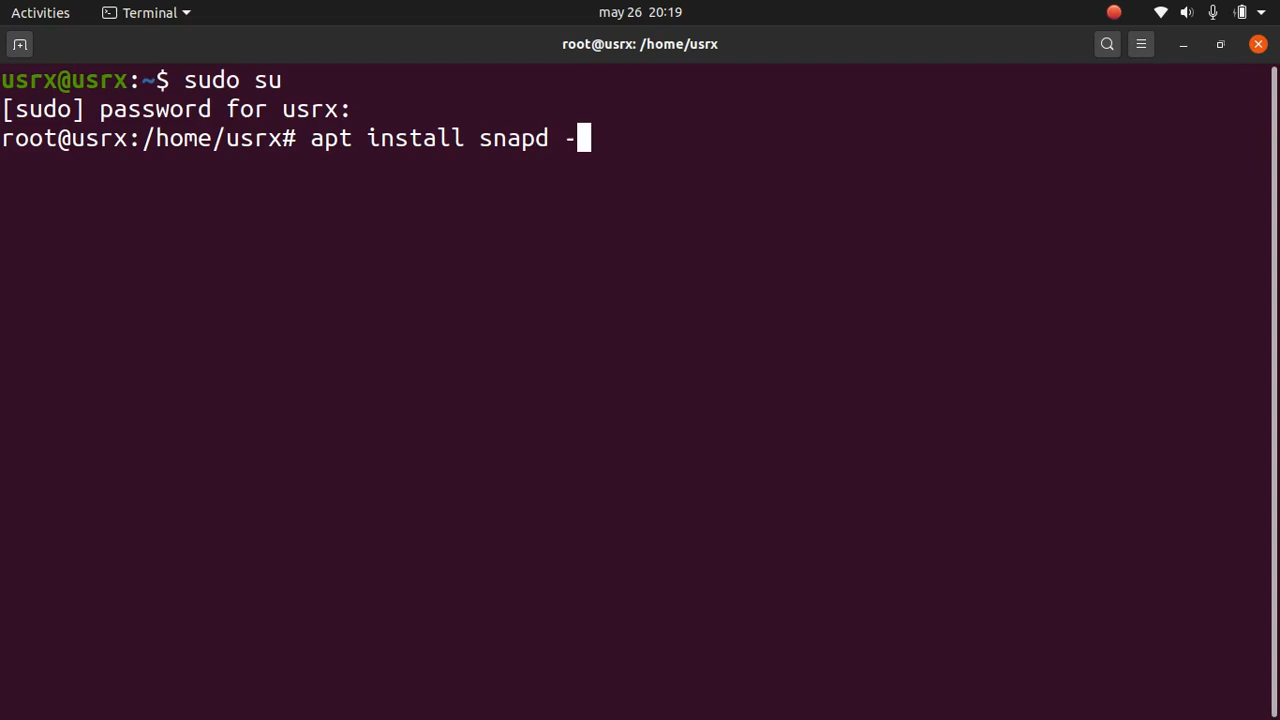 Activities
Terminal
may 26 20:19
root@usrx: /home/usrx
usrx@usrx:~$ sudo su
[sudo] password for usrx:
root@usrx:/home/usrx# apt install snapd -